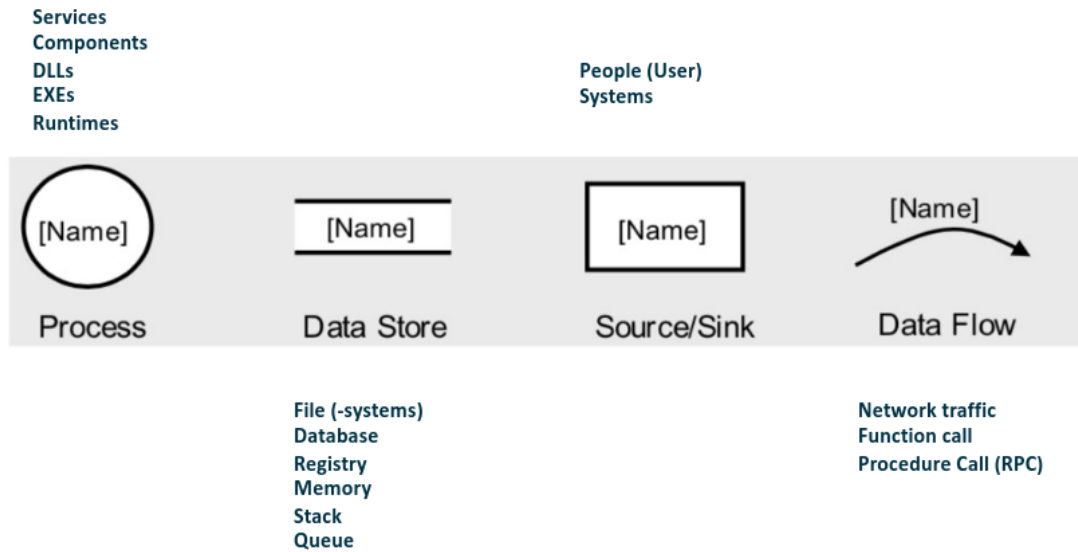 Services
Components
DLLs
EXEs
Runtimes
People (User)
Systems
[Name]
[Name]
[Name]
[Name]
Process
Data Store
Source/Sink
Data Flow
File (-systems)
Database
Registry
Memory
Stack
Queue
Network traffic
Function call
Procedure Call (RPC)